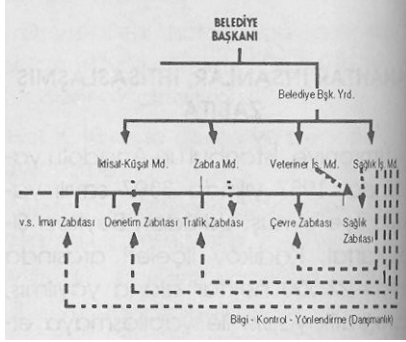 BELEDİYE
BAŞKANI
Belediye Bşk. Yrd.
İktisat-Küşat Md. Zabıta Md. Veteriner İş. Md. Sağlık İş. Md.
v.s. İmar Zabıtası Denetim Zabıtası Trafik Zabıtası Çevre Zabıtası Sağlık
Zabıtası
Bilgi - Kontrol - Yönlendirme (Danışmanlık)